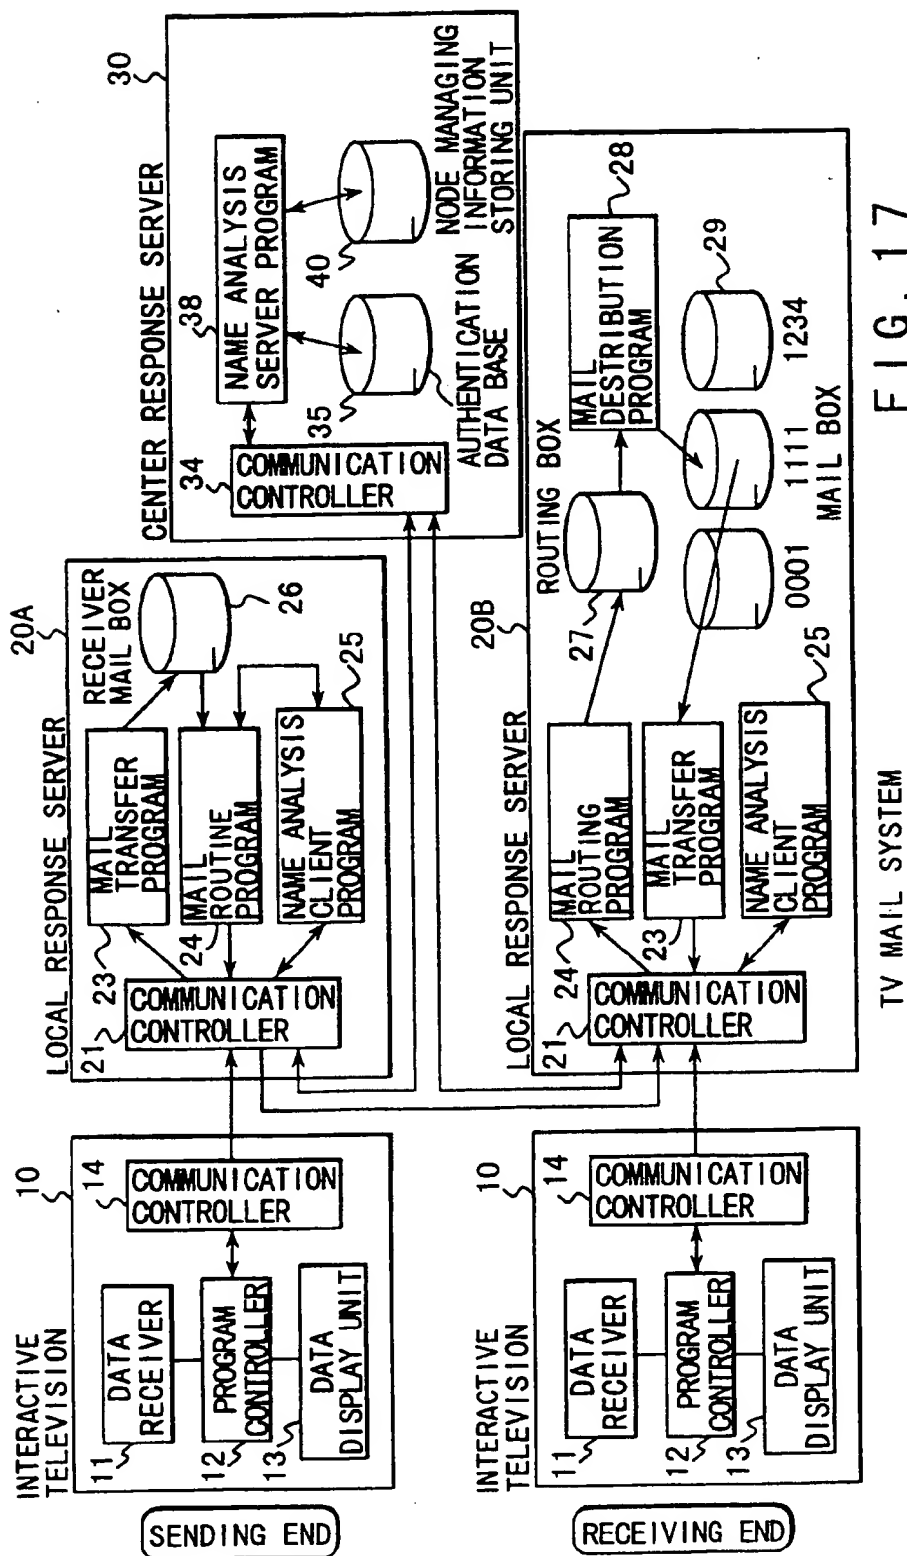 SENDING END
INTERACTIVE
TELEVISION
10
DATA
RECEIVER
11
PROGRAM
CONTROLLER
12
DATA
DISPLAY UNIT
13
14
COMMUNICATION
CONTROLLER
LOCAL RESPONSE SERVER
20A
21
COMMUNICATION
CONTROLLER
23
MAIL
TRANSFER
PROGRAM
24
MAIL
ROUTINE
PROGRAM
NAME ANALYSIS
CLIENT
PROGRAM
25
RECEIVER
MAIL BOX
26
CENTER RESPONSE SERVER
30
34
COMMUNICATION
CONTROLLER
38
NAME ANALYSIS
SERVER PROGRAM
35
AUTHENTICATION
DATA BASE
40
NODE MANAGING
INFORMATION
STORING UNIT
RECEIVING END
INTERACTIVE
TELEVISION
10
DATA
RECEIVER
11
PROGRAM
CONTROLLER
12
DATA
DISPLAY UNIT
13
14
COMMUNICATION
CONTROLLER
LOCAL RESPONSE SERVER
20B
21
COMMUNICATION
CONTROLLER
24
MAIL
ROUTING
PROGRAM
23
MAIL
TRANSFER
PROGRAM
NAME ANALYSIS
CLIENT
PROGRAM
25
ROUTING BOX
27
MAIL
DESTRIBUTION
PROGRAM
28
29
0001
1111
1234
MAIL BOX
TV MAIL SYSTEM
FIG. 17